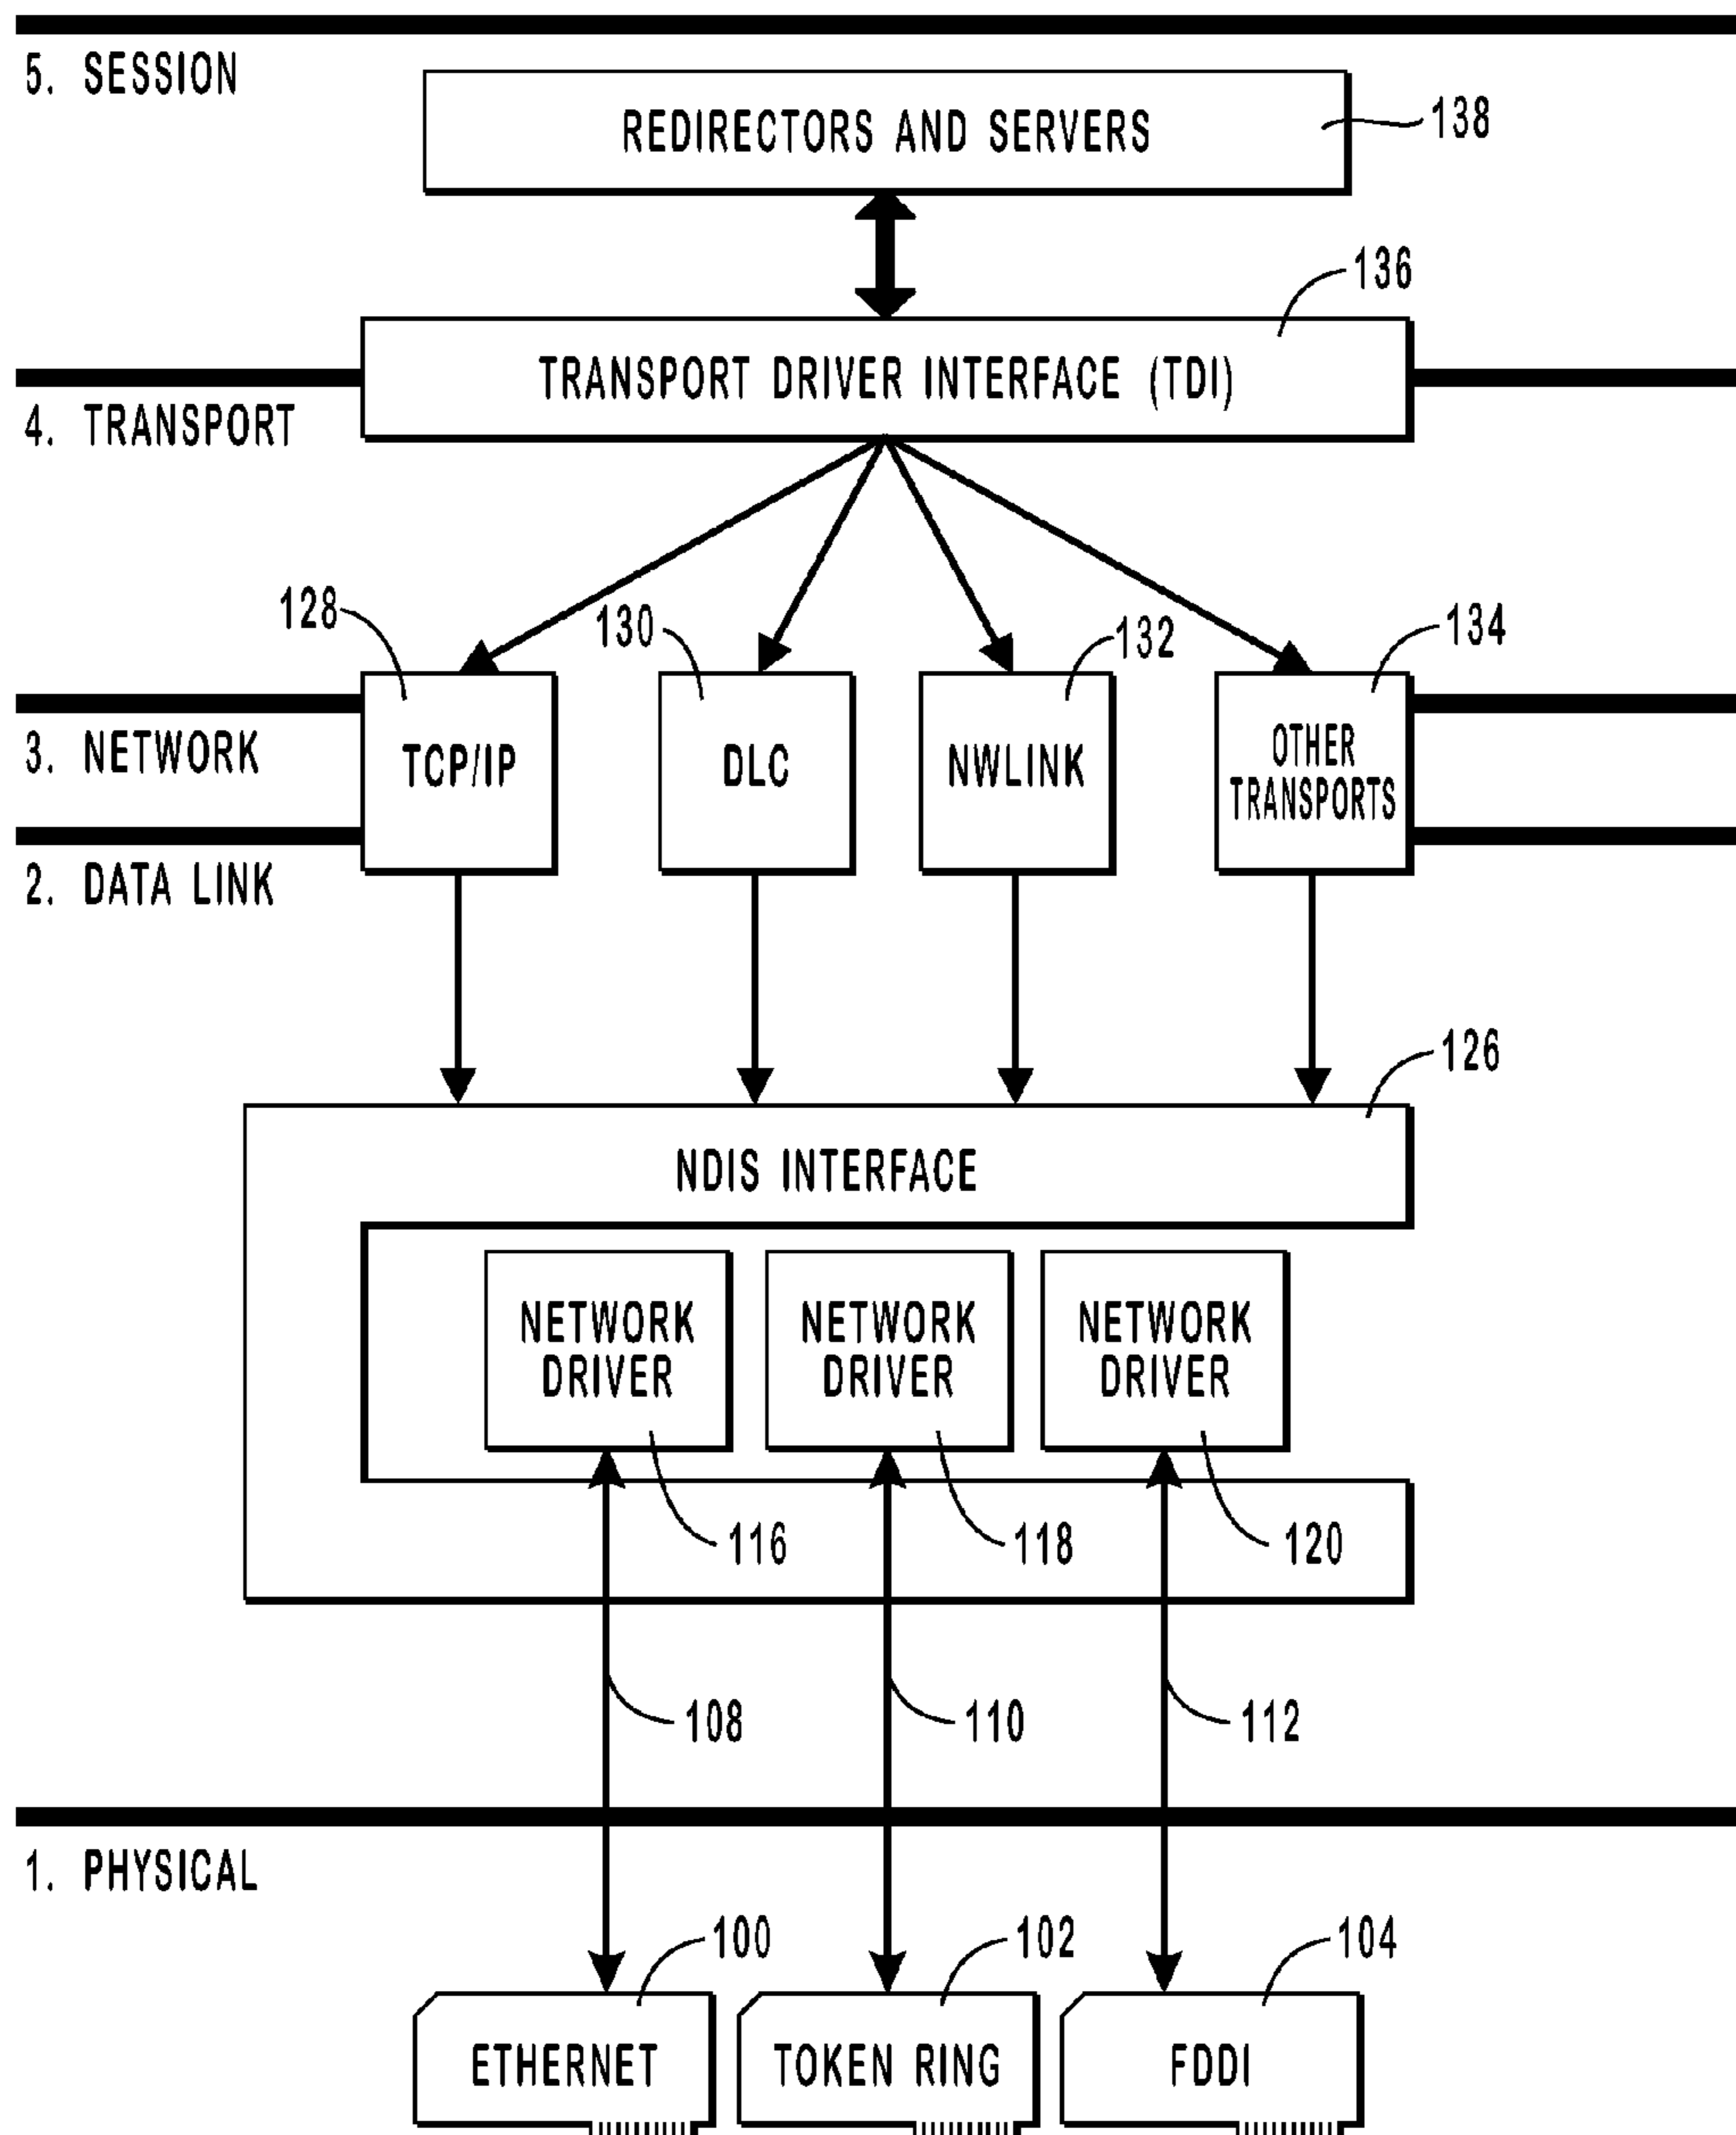 5. SESSION
REDIRECTORS AND SERVERS
138
136
TRANSPORT DRIVER INTERFACE (TDI)
4. TRANSPORT
128
130
132
134
3. NETWORK
TCP/IP
DLC
NWLINK
OTHER
TRANSPORTS
2. DATA LINK
126
NDIS INTERFACE
NETWORK
DRIVER
NETWORK
DRIVER
NETWORK
DRIVER
116
118
120
108
110
112
1. PHYSICAL
100
102
104
ETHERNET
TOKEN RING
FDDI